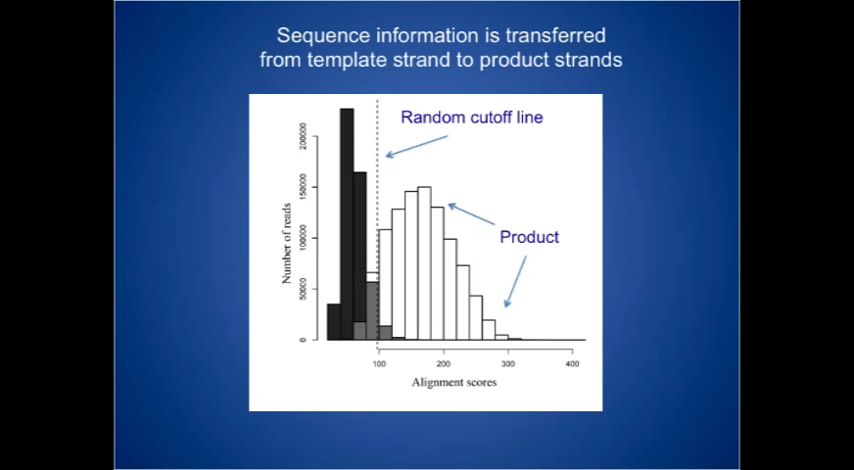 Sequence information is transferred
from template strand to product strands
Random cutoff line
Product
Number of reads
200000
150000
100000
50000
0
100
200
300
400
Alignment scores